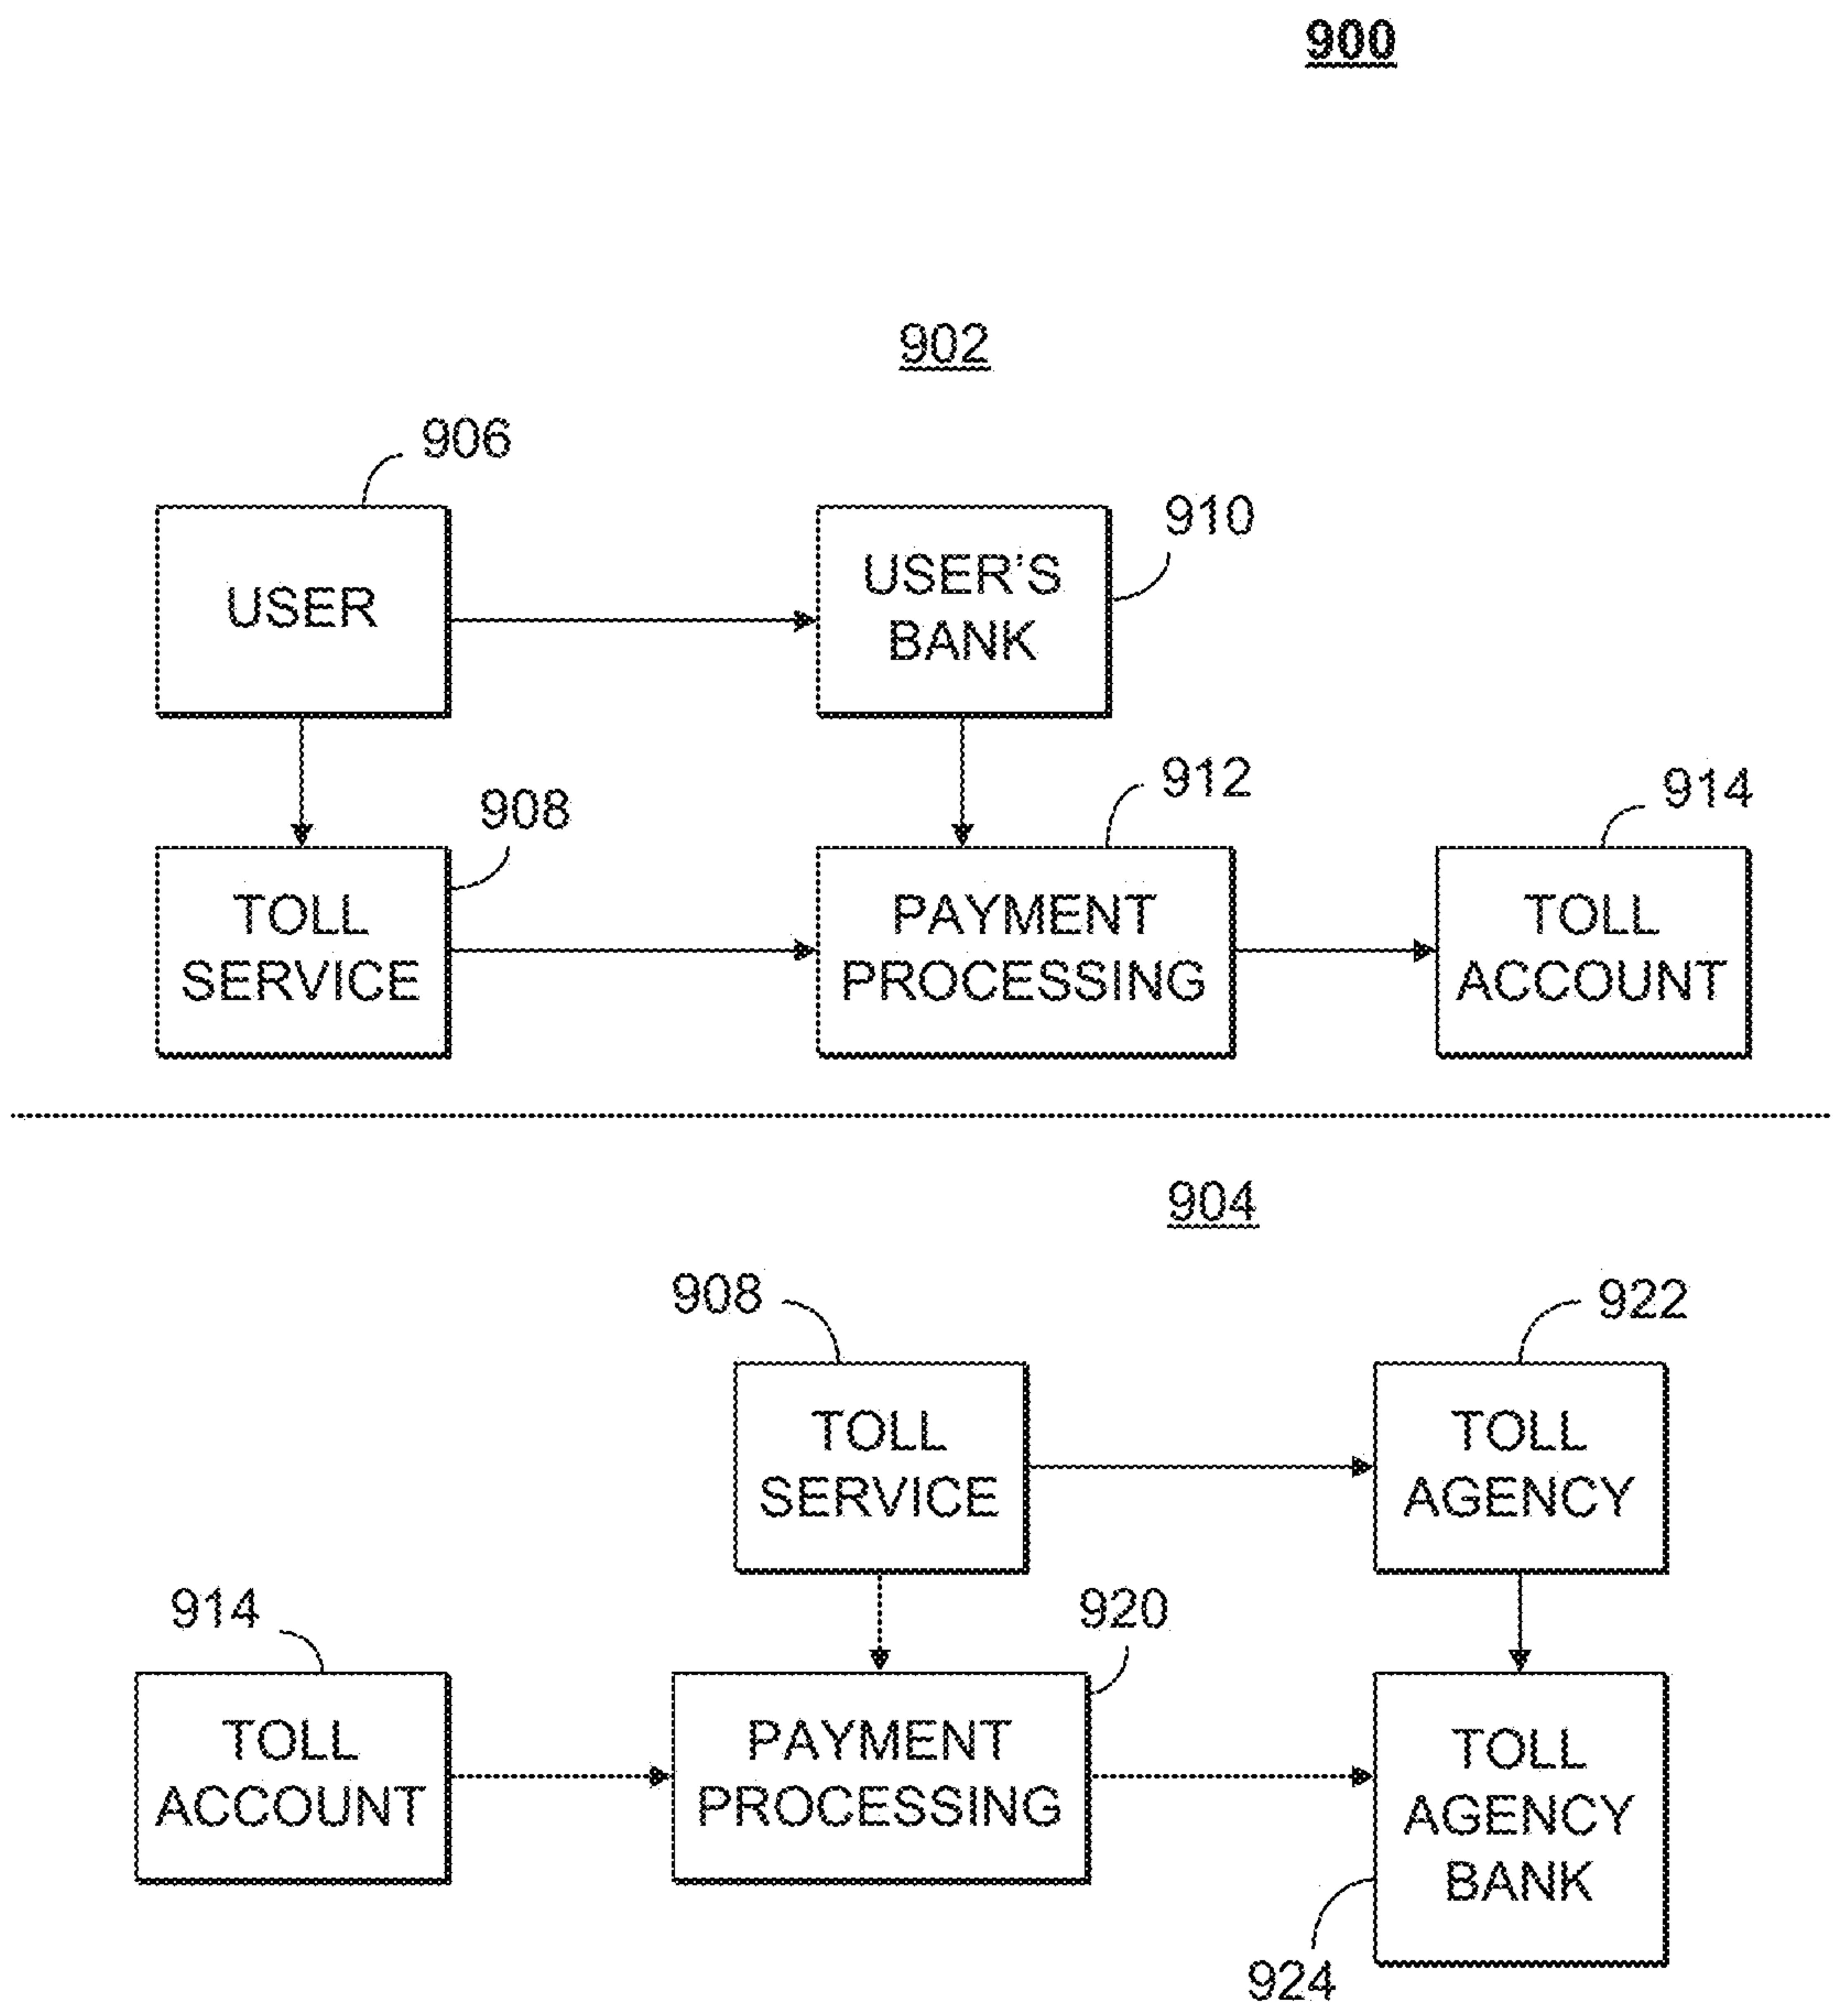 900
902
906
910
USER
USER'S
BANK
908
912
914
TOLL
SERVICE
PAYMENT
PROCESSING
TOLL
ACCOUNT
904
908
922
TOLL
SERVICE
TOLL
AGENCY
914
920
TOLL
ACCOUNT
PAYMENT
PROCESSING
TOLL
AGENCY
BANK
924